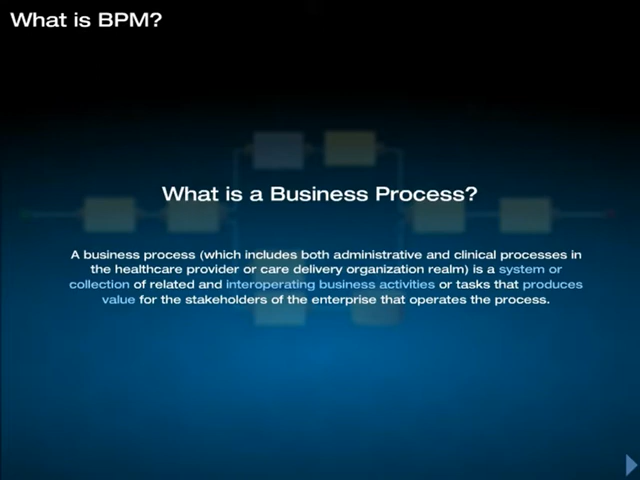 What is BPM?
What is a Business Process?
A business process (which includes both administrative and clinical processes in
the healthcare provider or care delivery organization realm) is a system or
collection of related and interoperating business activities or tasks that produces
value for the stakeholders of the enterprise that operates the process.